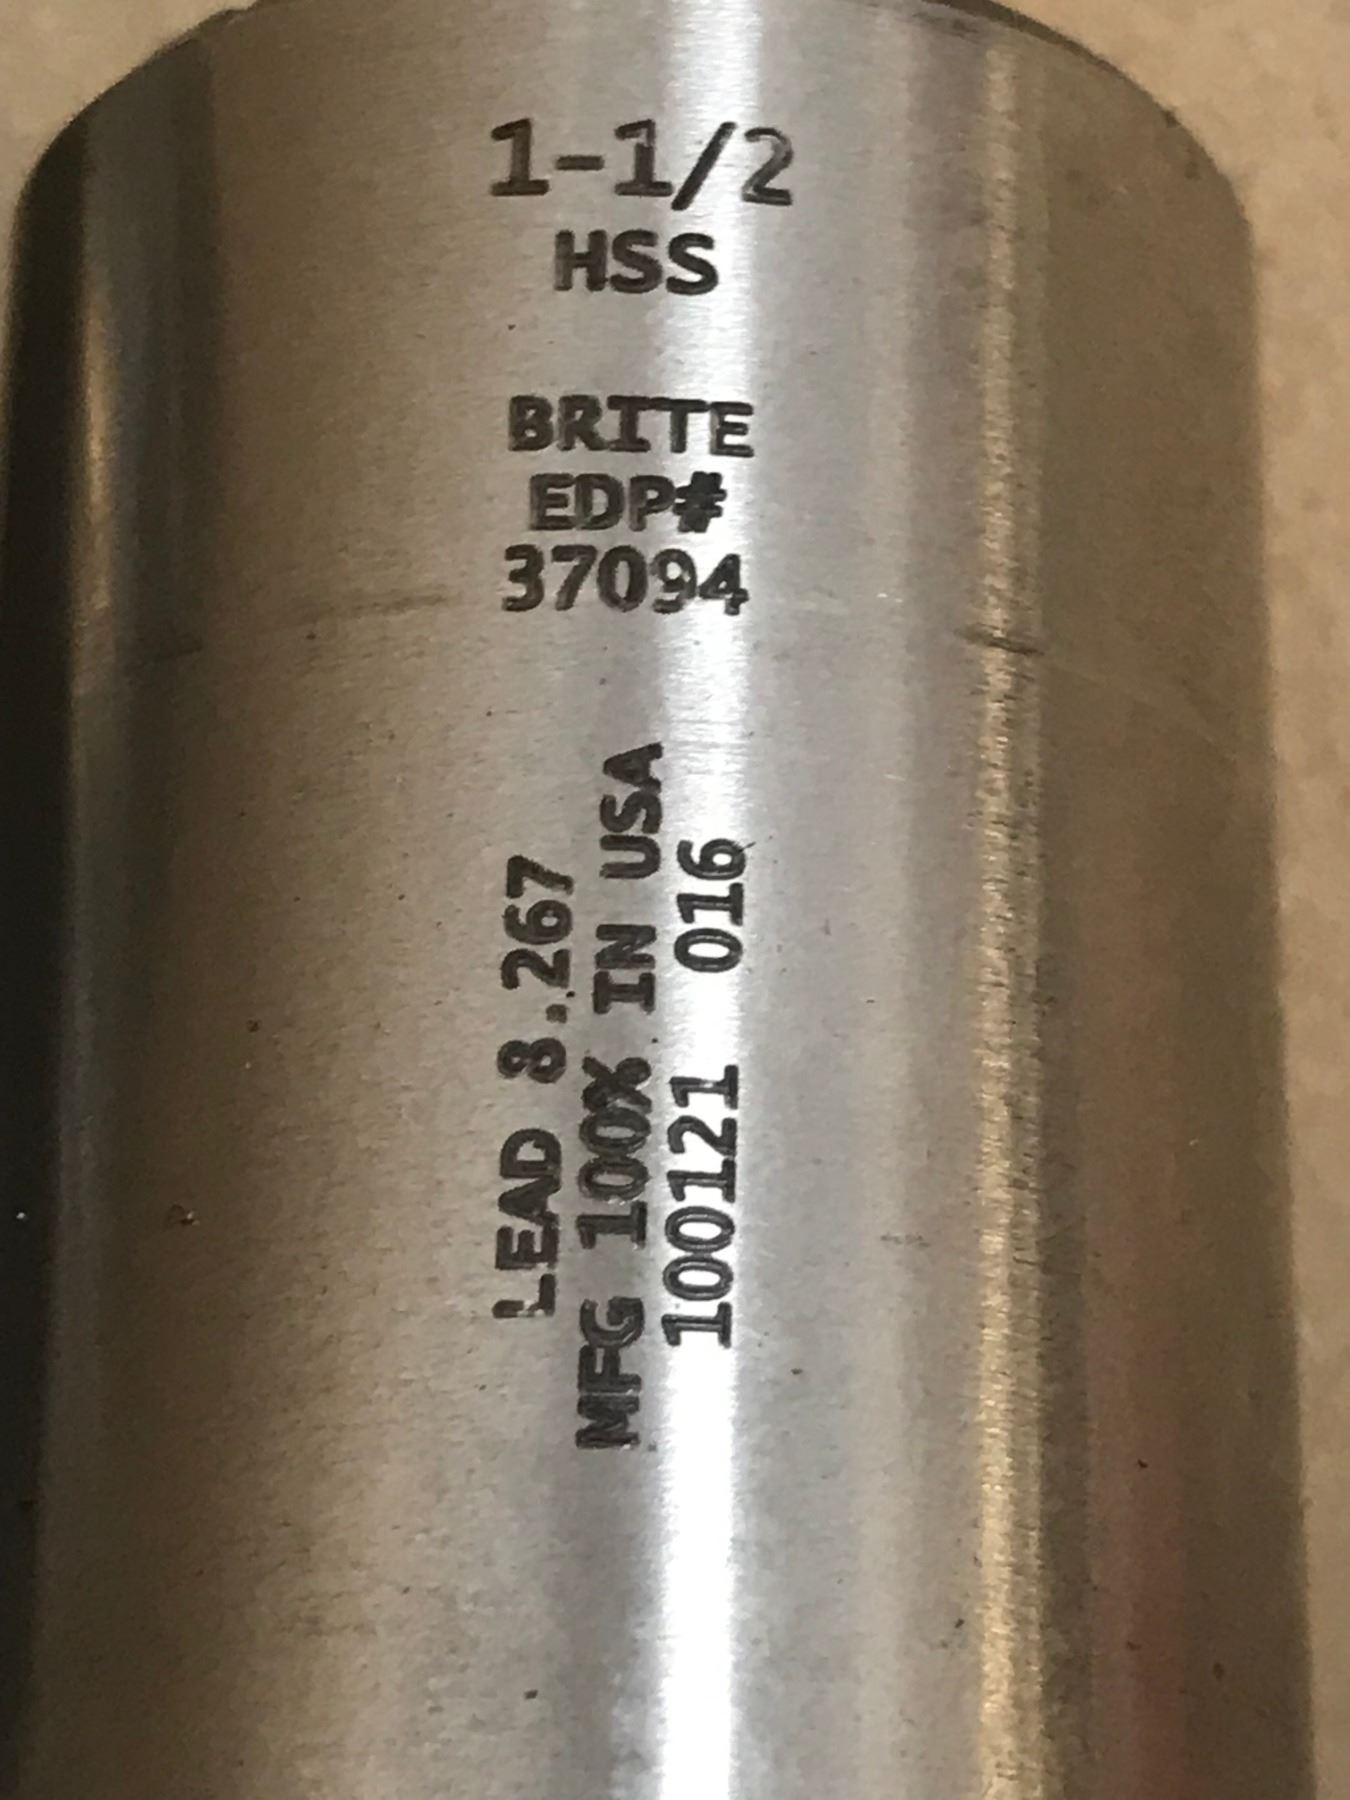 1-1/2
HSS
BRITE
EDP#
37094
LEAD 8.267
MFG 100% IN USA
100121 016